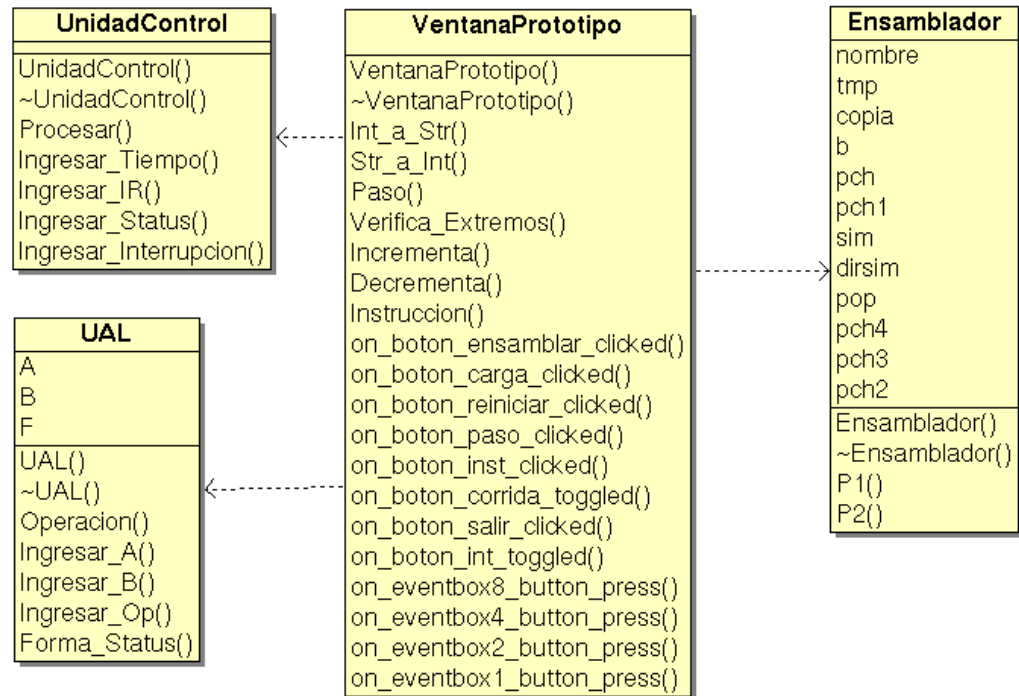 UnidadControl
UnidadControl()
~UnidadControl()
Procesar()
Ingresar_Tiempo()
Ingresar_IR()
Ingresar_Status()
Ingresar_Interrupcion()
UAL
A
B
F
UAL()
~UAL()
Operacion()
Ingresar_A()
Ingresar_B()
Ingresar_Op()
Forma_Status()
VentanaPrototipo
VentanaPrototipo()
~VentanaPrototipo()
Int_a_Str()
Str_a_Int()
Paso()
Verifica_Extremos()
Incrementa()
Decrementa()
Instruccion()
on_boton_ensamblar_clicked()
on_boton_carga_clicked()
on_boton_reiniciar_clicked()
on_boton_paso_clicked()
on_boton_inst_clicked()
on_boton_corrida_toggled()
on_boton_salir_clicked()
on_boton_int_toggled()
on_eventbox8_button_press()
on_eventbox4_button_press()
on_eventbox2_button_press()
on_eventbox1_button_press()
Ensamblador
nombre
tmp
copia
b
pch
pch1
sim
dirsim
pop
pch4
pch3
pch2
Ensamblador()
~Ensamblador()
P1()
P2()